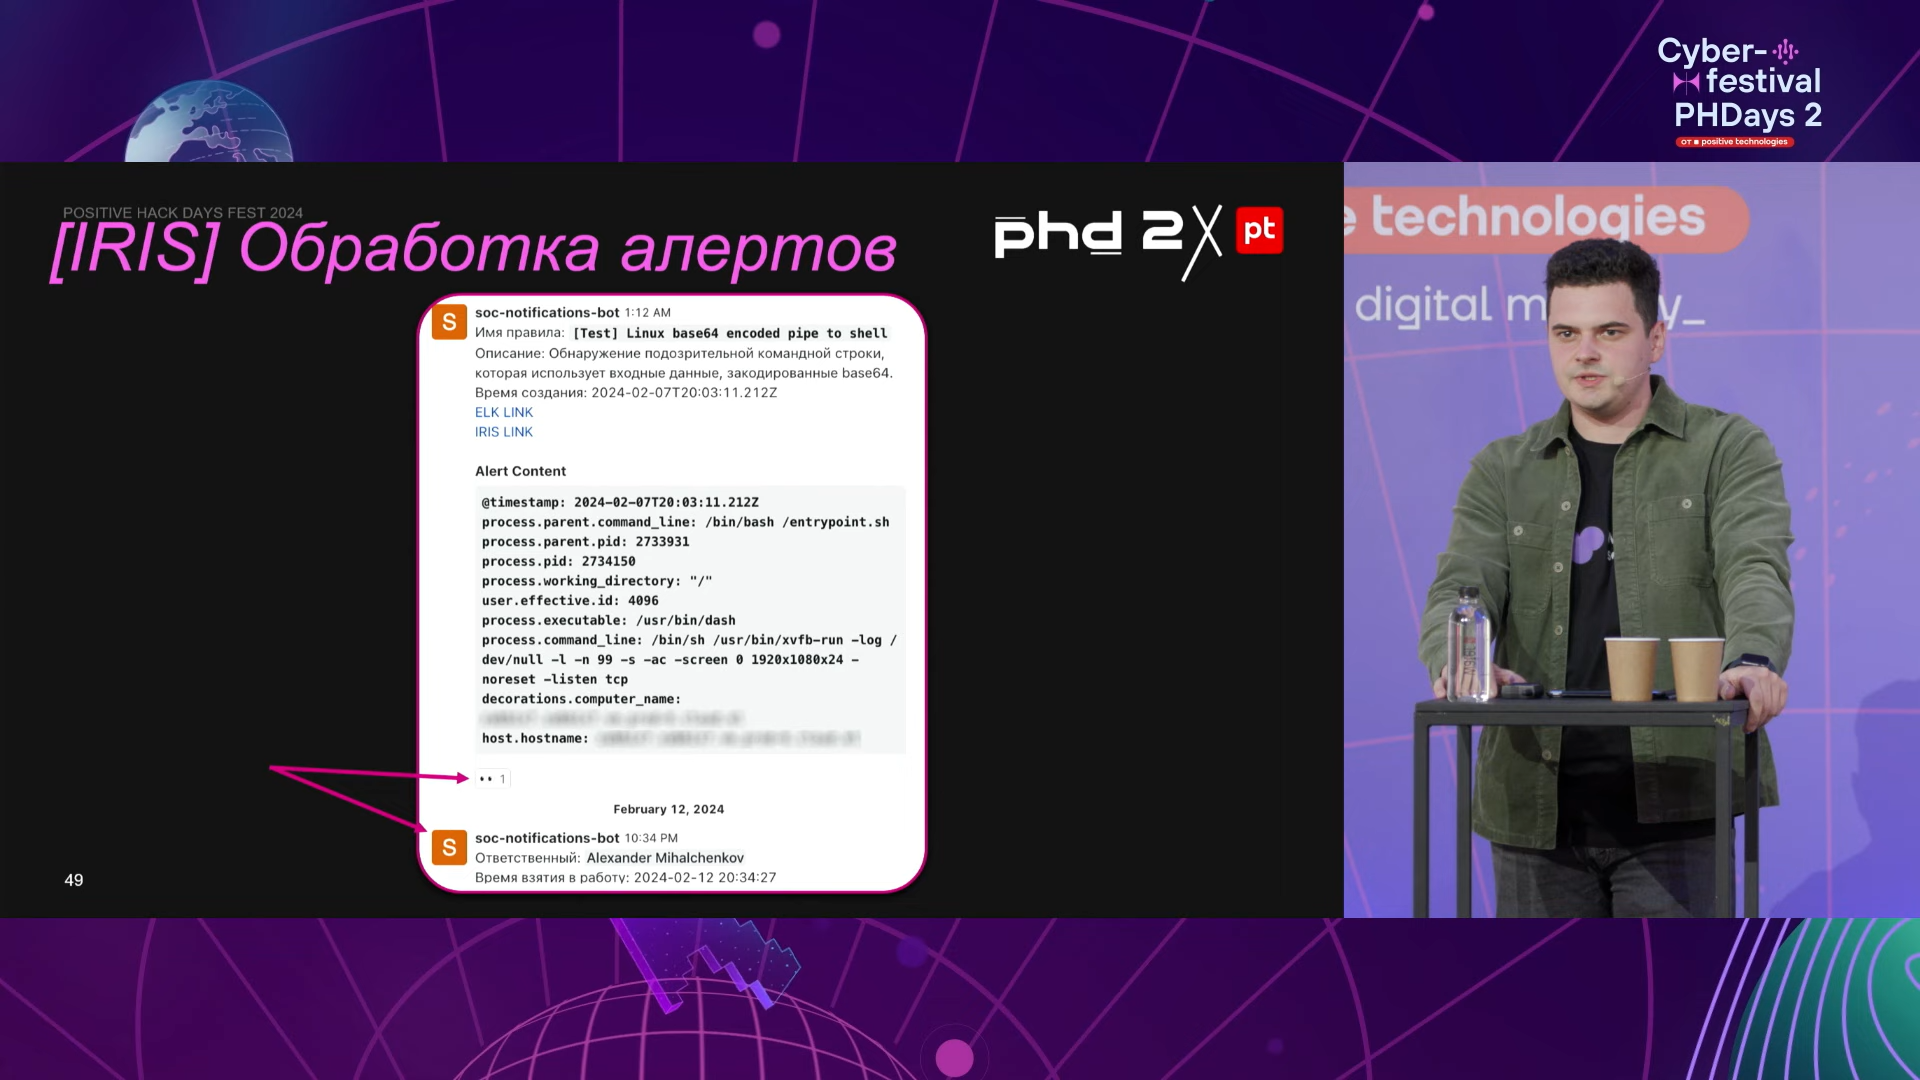 Cyber-
festival
PHDays 2
от positive technologies
POSITIVE HACK DAYS FEST 2024
[IRIS] Обработка алертов
phd 2
pt
S
soc-notifications-bot 1:12 AM
Имя правила: [Test] Linux base64 encoded pipe to shell
Описание: Обнаружение подозрительной командной строки,
которая использует входные данные, закодированные base64.
Время создания: 2024-02-07T20:03:11.212Z
ELK LINK
IRIS LINK
Alert Content
@timestamp: 2024-02-07T20:03:11.212Z
process.parent.command_line: /bin/bash /entrypoint.sh
process.parent.pid: 2733931
process.pid: 2734150
process.working_directory: "/"
user.effective.id: 4096
process.executable: /usr/bin/dash
process.command_line: /bin/sh /usr/bin/xvfb-run -log /
dev/null -l -n 99 -s -ac -screen 0 1920x1080x24 -
noreset -listen tcp
decorations.computer_name:
host.hostname:
1
February 12, 2024
S
soc-notifications-bot 10:34 PM
Ответственный: Alexander Mihalchenkov
Время взятия в работу: 2024-02-12 20:34:27
49
e technologies
digital m y_